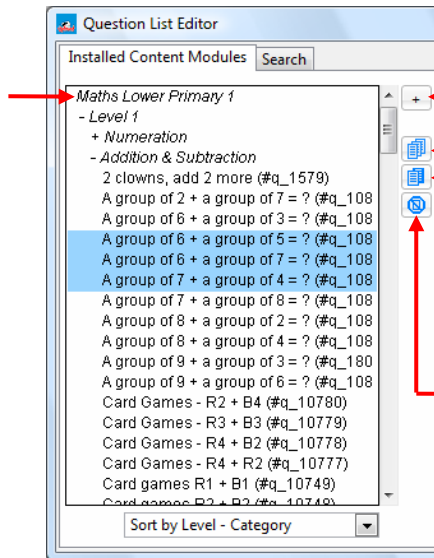 Question List Editor
Installed Content Modules Search
Maths Lower Primary 1
- Level 1
+ Numeration
- Addition & Subtraction
2 clowns, add 2 more (#q_1579)
A group of 2 + a group of 7 = ? (#q_108
A group of 6 + a group of 3 = ? (#q_108
A group of 6 + a group of 5 = ? (#q_108
A group of 6 + a group of 7 = ? (#q_108
A group of 7 + a group of 4 = ? (#q_108
A group of 7 + a group of 8 = ? (#q_108
A group of 8 + a group of 2 = ? (#q_108
A group of 8 + a group of 4 = ? (#q_108
A group of 9 + a group of 3 = ? (#q_180
A group of 9 + a group of 6 = ? (#q_108
Card Games - R2 + B4 (#q_10780)
Card Games - R3 + B3 (#q_10779)
Card Games - R4 + B2 (#q_10778)
Card Games - R4 + R2 (#q_10777)
Card games R1 + B1 (#q_10749)
Card games R2 + B2 (#q_10748)
Sort by Level - Category